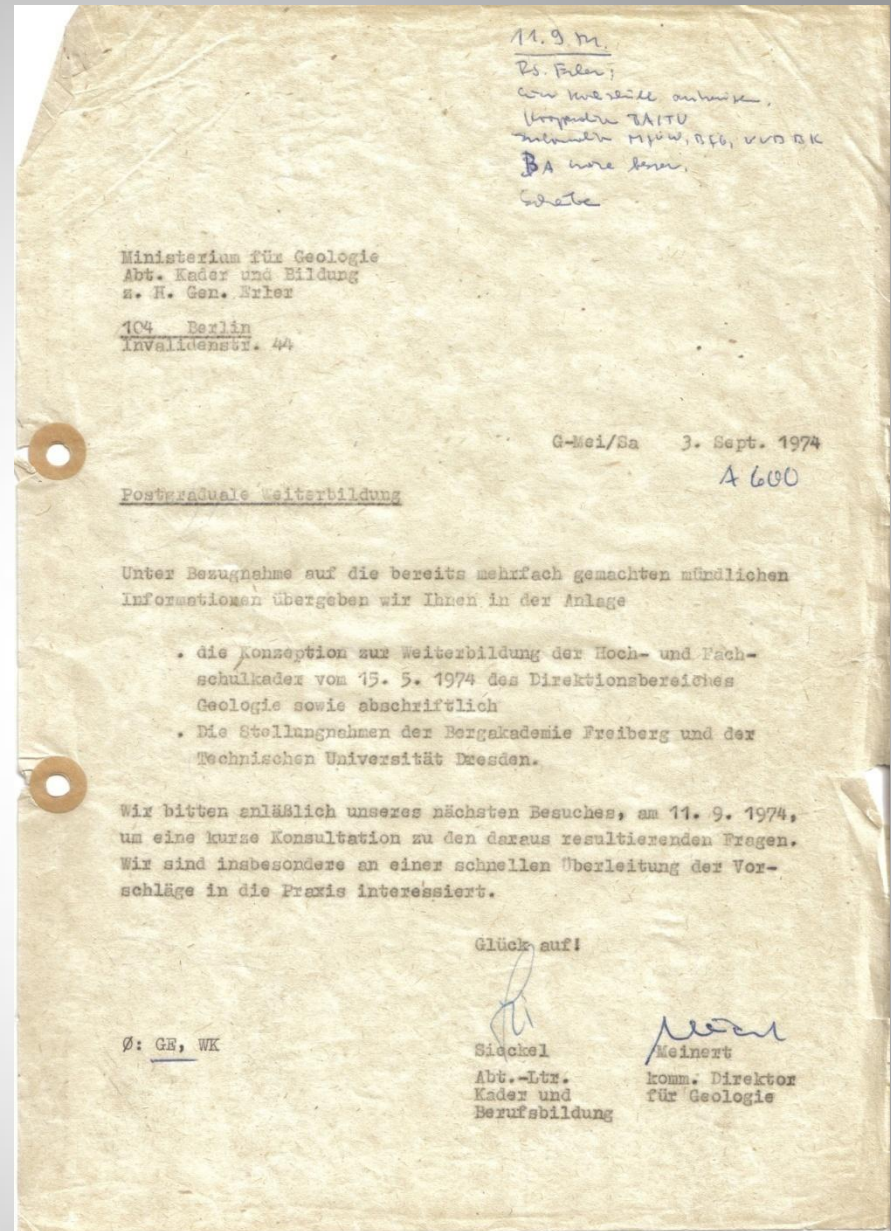 11.9 M.
BA wäre besser,
Ministerium für Geologie
Abt. Kader und Bildung
z. H. Gen. Erler
104 Berlin
Invalidenstr. 44
G-Mei/Sa 3. Sept. 1974
A 600
Postgraduale Weiterbildung
Unter Bezugnahme auf die bereits mehrfach gemachten mündlichen
Informationen übergeben wir Ihnen in der Anlage
. die Konzeption zur Weiterbildung der Hoch- und Fach-
schulkader vom 15. 5. 1974 des Direktionsbereiches
Geologie sowie abschriftlich
. Die Stellungnahmen der Bergakademie Freiberg und der
Technischen Universität Dresden.
Wir bitten anläßlich unseres nächsten Besuches, am 11. 9. 1974,
um eine kurze Konsultation zu den daraus resultierenden Fragen.
Wir sind insbesondere an einer schnellen Überleitung der Vor-
schläge in die Praxis interessiert.
Glück auf!
Ø: GE, WK
Sieckel Meinert
Abt.-Ltr. komm. Direktor
Kader und für Geologie
Berufsbildung